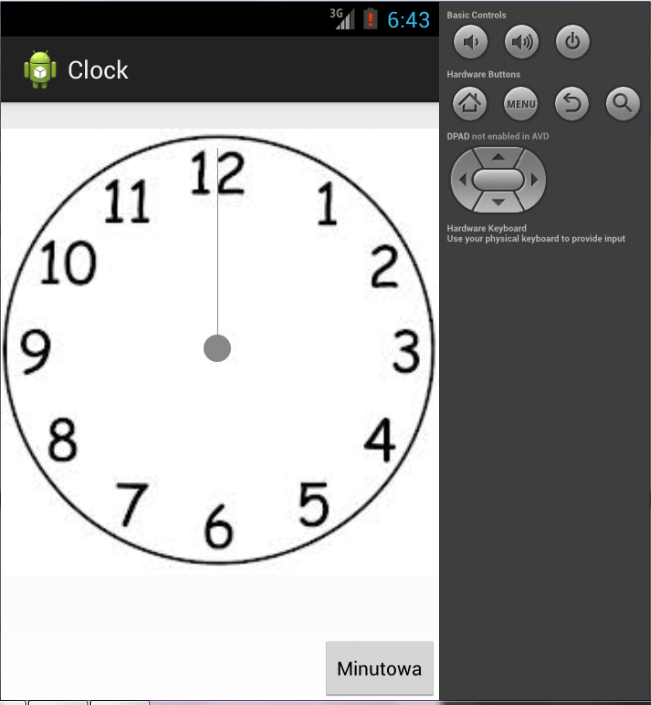 3G 6:43
Clock
12
11 1
10 2
9 3
8 4
7 5
6
Minutowa
Basic Controls
Hardware Buttons
MENU
DPAD not enabled in AVD
Hardware Keyboard
Use your physical keyboard to provide input